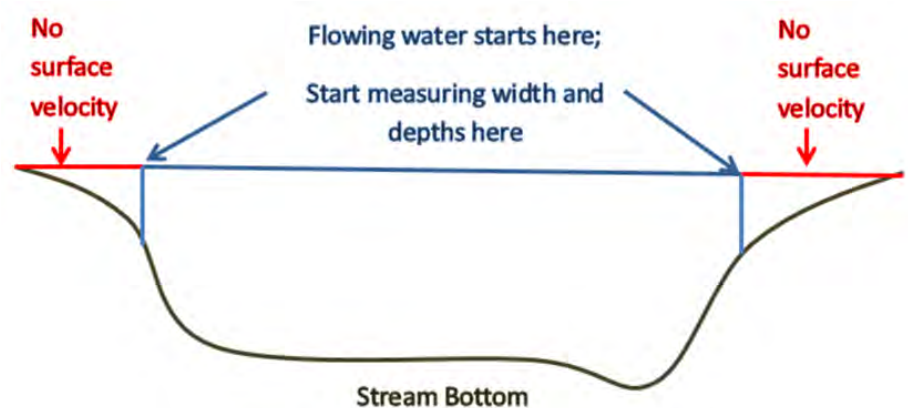 No
surface
velocity
Flowing water starts here;
Start measuring width and
depths here
No
surface
velocity
Stream Bottom